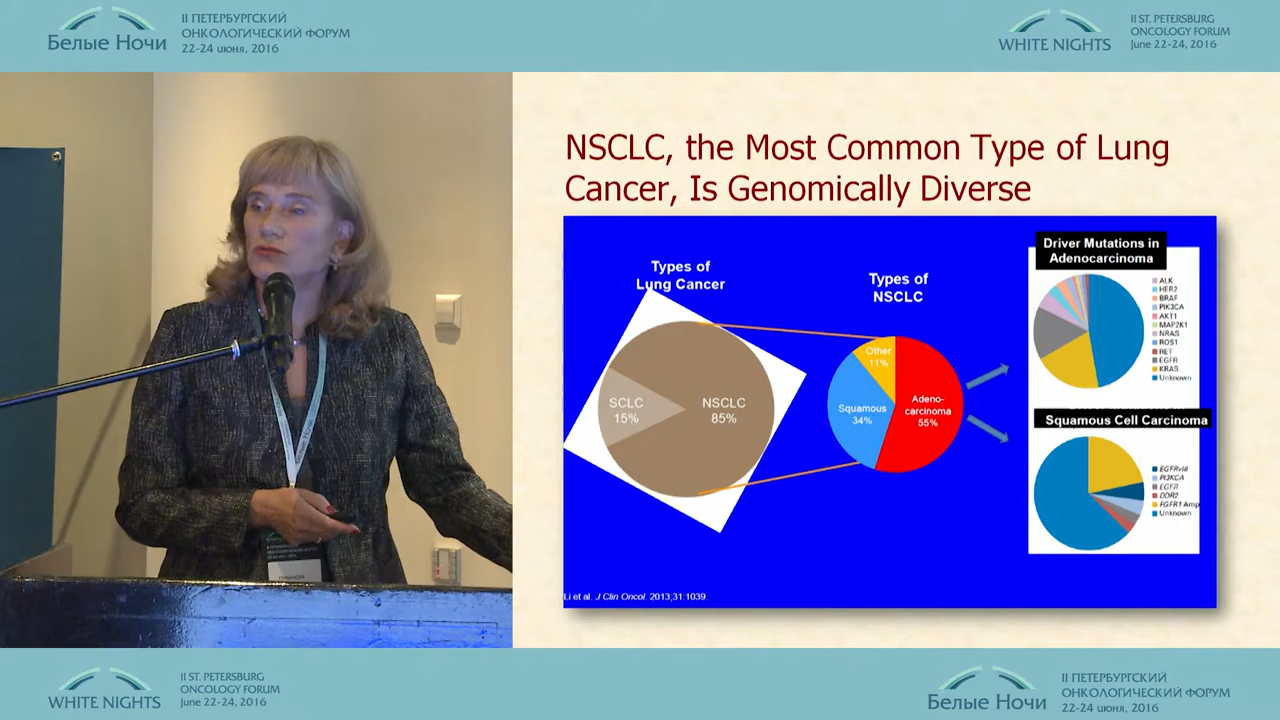 Белые Ночи
II ПЕТЕРБУРГСКИЙ
ОНКОЛОГИЧЕСКИЙ ФОРУМ
22-24 июня, 2016
WHITE NIGHTS
II ST. PETERSBURG
ONCOLOGY FORUM
June 22-24, 2016
NSCLC, the Most Common Type of Lung
Cancer, Is Genomically Diverse
Types of
Lung Cancer
SCLC
15%
NSCLC
85%
Types of
NSCLC
Other
11%
Squamous
34%
Adeno-
carcinoma
55%
Driver Mutations in
Adenocarcinoma
ALK
HER2
BRAF
PIK3CA
AKT1
MAP2K1
NRAS
ROS1
RET
EGFR
KRAS
Unknown
Squamous Cell Carcinoma
EGFRvIII
PI3KCA
EGFR
DDR2
FGFR1 Amp
Unknown
Li et al. J Clin Oncol. 2013;31:1039.
WHITE NIGHTS
II ST. PETERSBURG
ONCOLOGY FORUM
June 22-24, 2016
Белые Ночи
II ПЕТЕРБУРГСКИЙ
ОНКОЛОГИЧЕСКИЙ ФОРУМ
22-24 июня, 2016